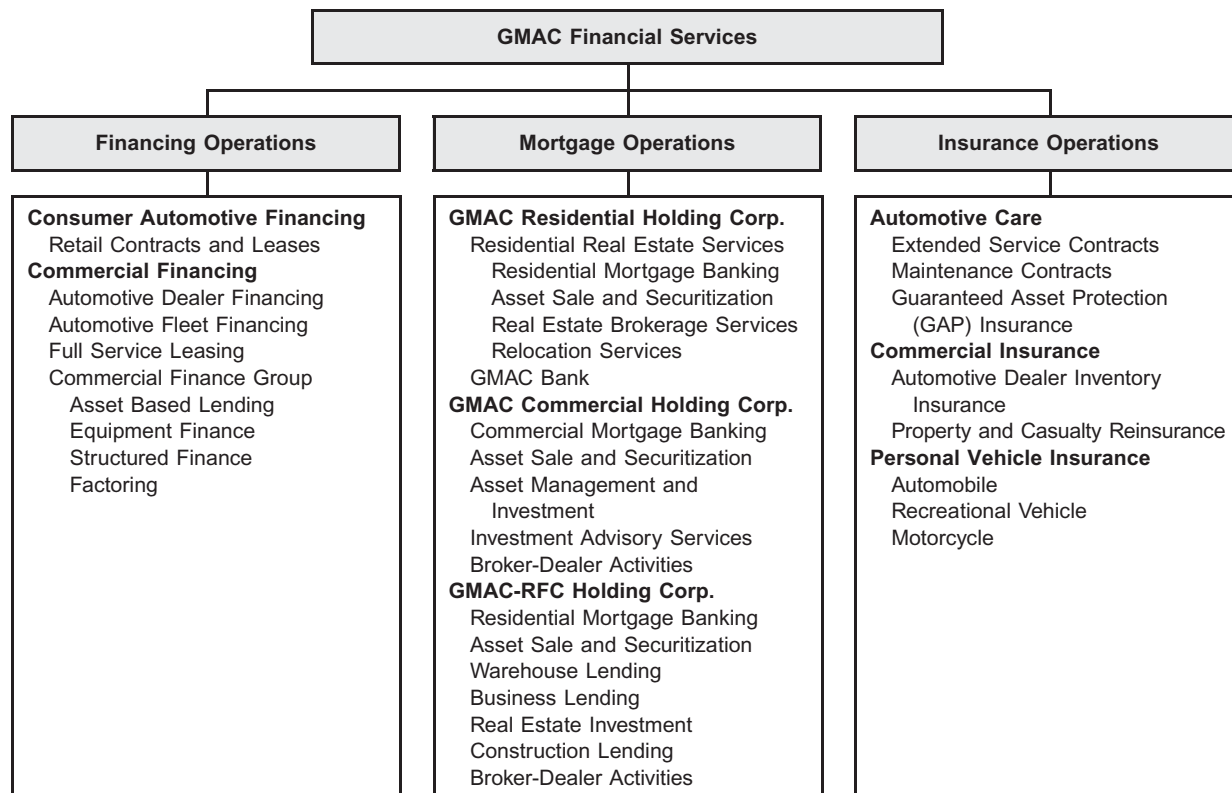 GMAC Financial Services
Financing Operations
Consumer Automotive Financing
Retail Contracts and Leases
Commercial Financing
Automotive Dealer Financing
Automotive Fleet Financing
Full Service Leasing
Commercial Finance Group
Asset Based Lending
Equipment Finance
Structured Finance
Factoring
Mortgage Operations
GMAC Residential Holding Corp.
Residential Real Estate Services
Residential Mortgage Banking
Asset Sale and Securitization
Real Estate Brokerage Services
Relocation Services
GMAC Bank
GMAC Commercial Holding Corp.
Commercial Mortgage Banking
Asset Sale and Securitization
Asset Management and
Investment
Investment Advisory Services
Broker-Dealer Activities
GMAC-RFC Holding Corp.
Residential Mortgage Banking
Asset Sale and Securitization
Warehouse Lending
Business Lending
Real Estate Investment
Construction Lending
Broker-Dealer Activities
Insurance Operations
Automotive Care
Extended Service Contracts
Maintenance Contracts
Guaranteed Asset Protection
(GAP) Insurance
Commercial Insurance
Automotive Dealer Inventory
Insurance
Property and Casualty Reinsurance
Personal Vehicle Insurance
Automobile
Recreational Vehicle
Motorcycle